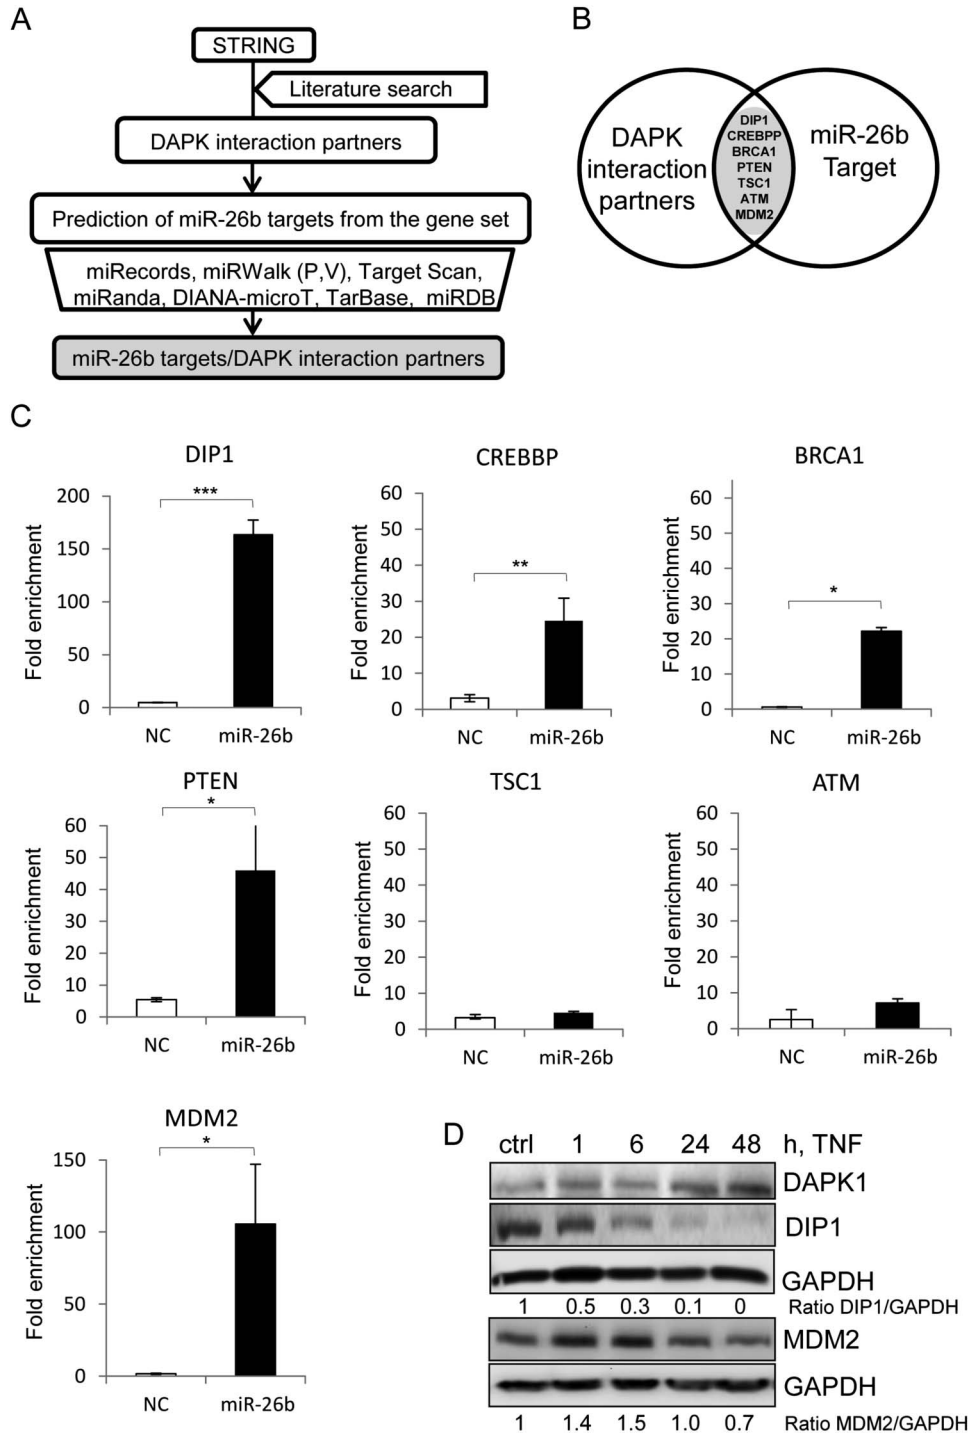 A
STRING
Literature search
DAPK interaction partners
Prediction of miR-26b targets from the gene set
miRecords, miRWalk (P,V), Target Scan,
miRanda, DIANA-microT, TarBase, miRDB
miR-26b targets/DAPK interaction partners
B
DAPK
interaction
partners
DIP1
CREBPP
BRCA1
PTEN
TSC1
ATM
MDM2
miR-26b
Target
C
DIP1
Fold enrichment
200
150
100
50
0
***
NC miR-26b
CREBBP
Fold enrichment
60
50
40
30
20
10
0
**
NC miR-26b
BRCA1
Fold enrichment
60
50
40
30
20
10
0
*
NC miR-26b
PTEN
Fold enrichment
60
50
40
30
20
10
0
*
NC miR-26b
TSC1
Fold enrichment
60
50
40
30
20
10
0
NC miR-26b
ATM
Fold enrichment
60
50
40
30
20
10
0
NC miR-26b
MDM2
Fold enrichment
150
100
50
0
*
NC miR-26b
D
ctrl 1 6 24 48 h, TNF
DAPK1
DIP1
GAPDH
1 0.5 0.3 0.1 0 Ratio DIP1/GAPDH
MDM2
GAPDH
1 1.4 1.5 1.0 0.7 Ratio MDM2/GAPDH